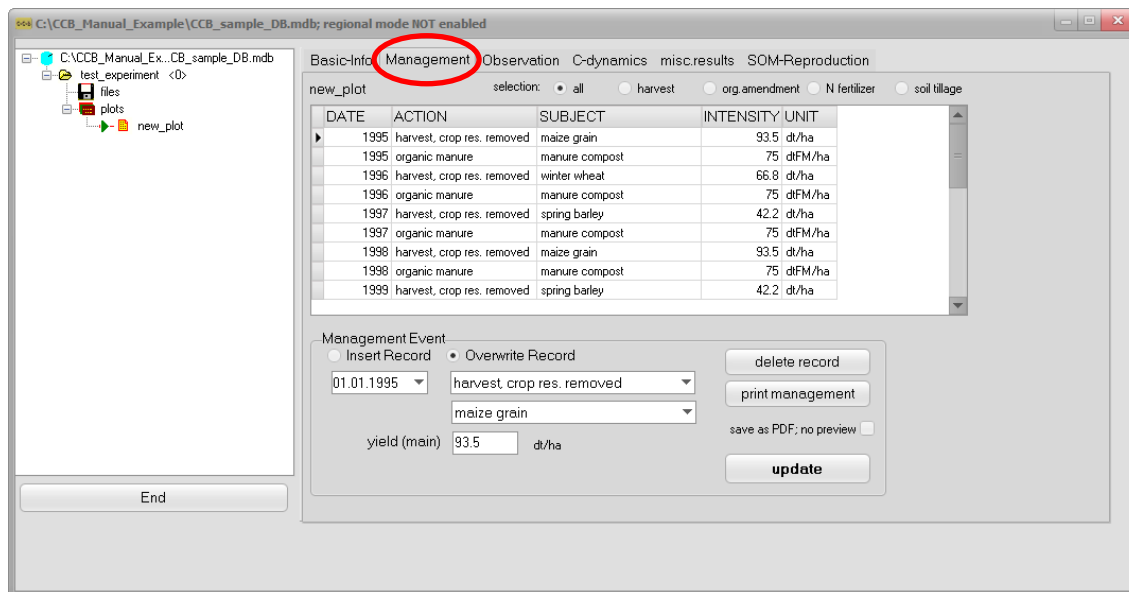 C:\CCB_Manual_Example\CCB_sample_DB.mdb; regional mode NOT enabled
C:\CCB_Manual_Ex...CB_sample_DB.mdb
test_experiment <0>
files
plots
new_plot
End
Basic-Info Management Observation C-dynamics misc.results SOM-Reproduction
new_plot selection: all harvest org.amendment N fertilizer soil tillage
DATE ACTION SUBJECT INTENSITY UNIT
1995 harvest, crop res. removed maize grain 93.5 dt/ha
1995 organic manure manure compost 75 dtFM/ha
1996 harvest, crop res. removed winter wheat 66.8 dt/ha
1996 organic manure manure compost 75 dtFM/ha
1997 harvest, crop res. removed spring barley 42.2 dt/ha
1997 organic manure manure compost 75 dtFM/ha
1998 harvest, crop res. removed maize grain 93.5 dt/ha
1998 organic manure manure compost 75 dtFM/ha
1999 harvest, crop res. removed spring barley 42.2 dt/ha
Management Event
Insert Record Overwrite Record
01.01.1995 harvest, crop res. removed
maize grain
yield (main) 93.5 dt/ha
delete record
print management
save as PDF; no preview
update